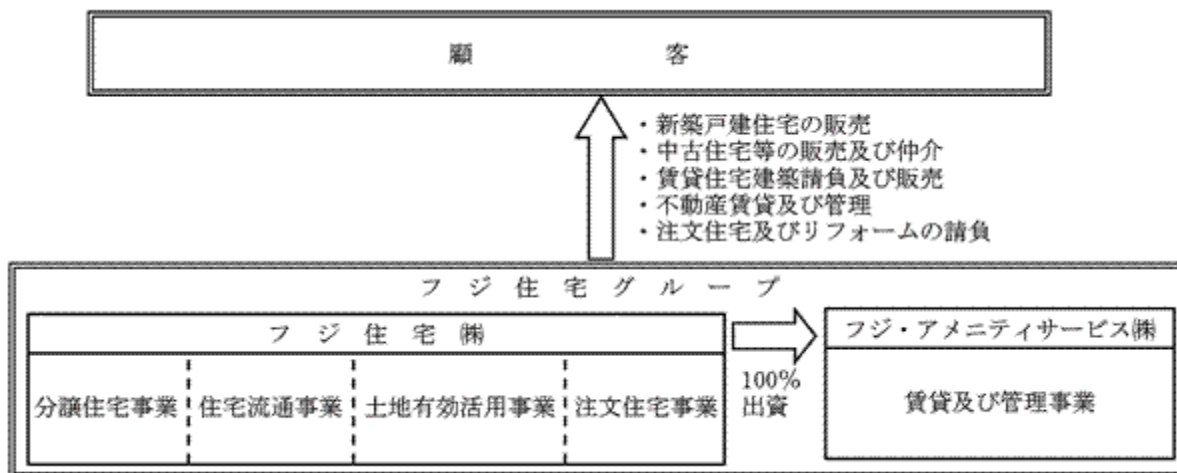 顧客
・新築戸建住宅の販売
・中古住宅等の販売及び仲介
・賃貸住宅建築請負及び販売
・不動産賃貸及び管理
・注文住宅及びリフォームの請負
フジ住宅グループ
フジ住宅㈱
分譲住宅事業
住宅流通事業
土地有効活用事業
注文住宅事業
100%
出資
フジ・アメニティサービス㈱
賃貸及び管理事業